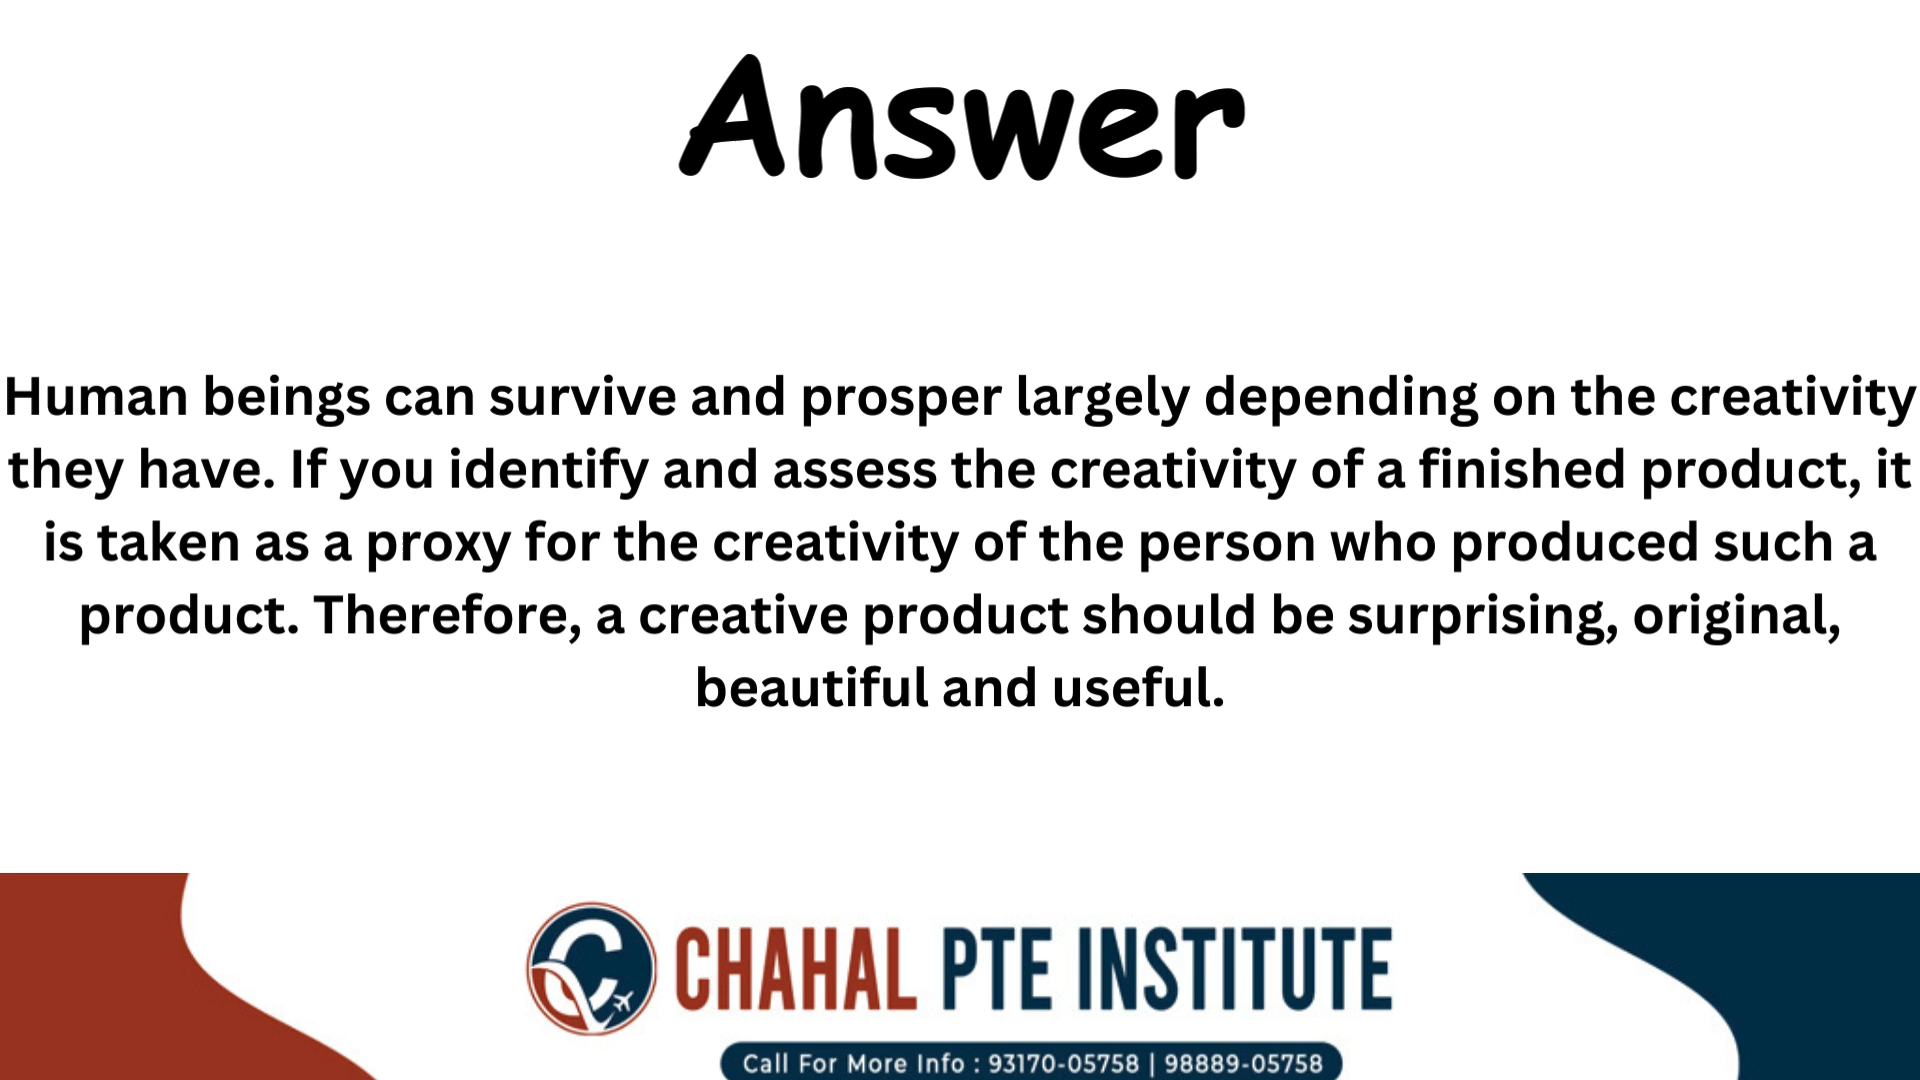 Answer
Human beings can survive and prosper largely depending on the creativity
they have. If you identify and assess the creativity of a finished product, it
is taken as a proxy for the creativity of the person who produced such a
product. Therefore, a creative product should be surprising, original,
beautiful and useful.
CHAHAL PTE INSTITUTE
Call For More Info : 93170-05758 | 98889-05758